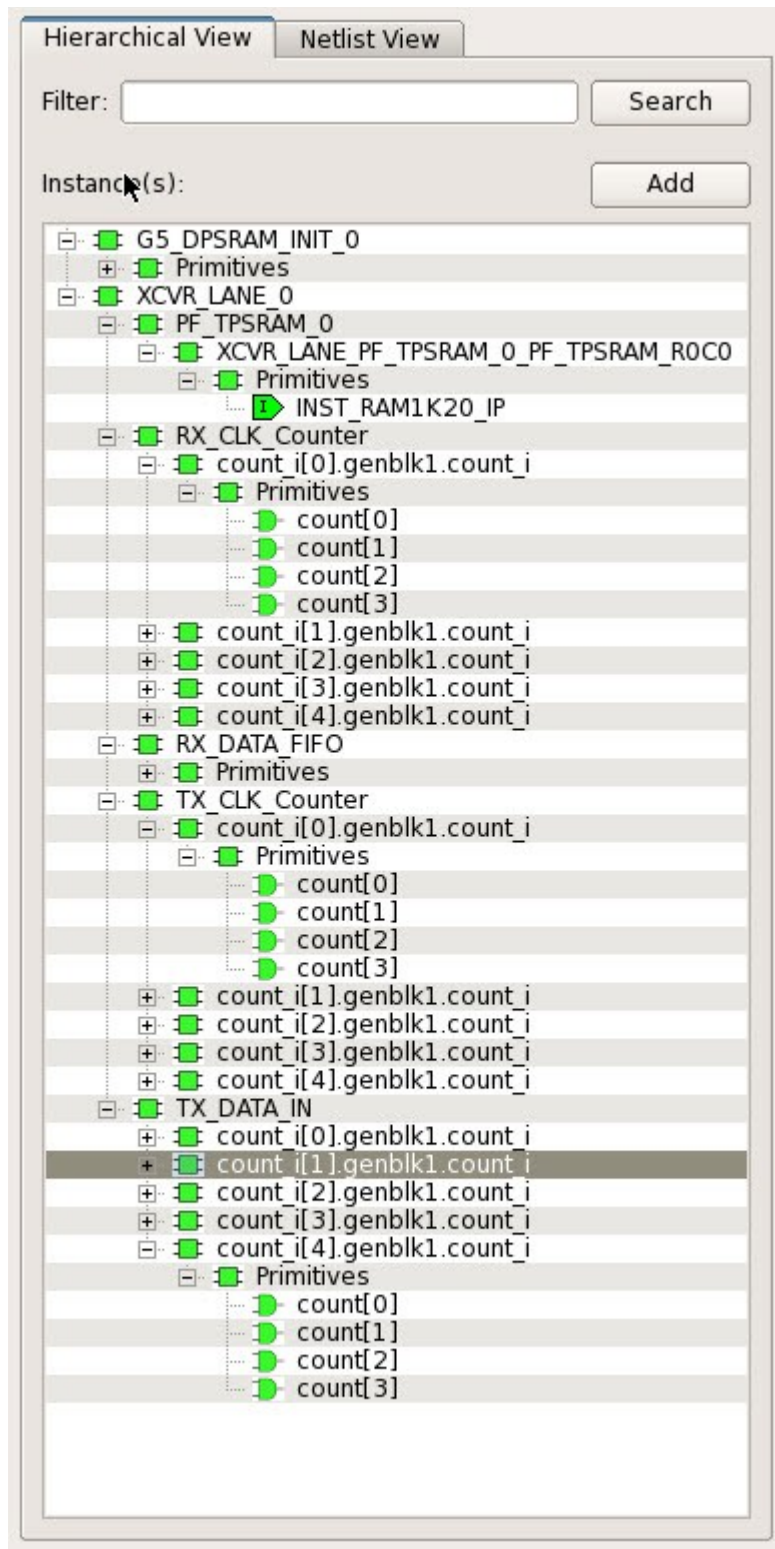 Hierarchical View Netlist View
Filter: Search
Instance(s): Add
G5_DPSRAM_INIT_0
Primitives
XCVR_LANE_0
PF_TPSRAM_0
XCVR_LANE_PF_TPSRAM_0_PF_TPSRAM_R0C0
Primitives
I INST_RAM1K20_IP
RX_CLK_Counter
count_i[0].genblk1.count_i
Primitives
count[0]
count[1]
count[2]
count[3]
count_i[1].genblk1.count_i
count_i[2].genblk1.count_i
count_i[3].genblk1.count_i
count_i[4].genblk1.count_i
RX_DATA_FIFO
Primitives
TX_CLK_Counter
count_i[0].genblk1.count_i
Primitives
count[0]
count[1]
count[2]
count[3]
count_i[1].genblk1.count_i
count_i[2].genblk1.count_i
count_i[3].genblk1.count_i
count_i[4].genblk1.count_i
TX_DATA_IN
count_i[0].genblk1.count_i
count_i[1].genblk1.count_i
count_i[2].genblk1.count_i
count_i[3].genblk1.count_i
count_i[4].genblk1.count_i
Primitives
count[0]
count[1]
count[2]
count[3]